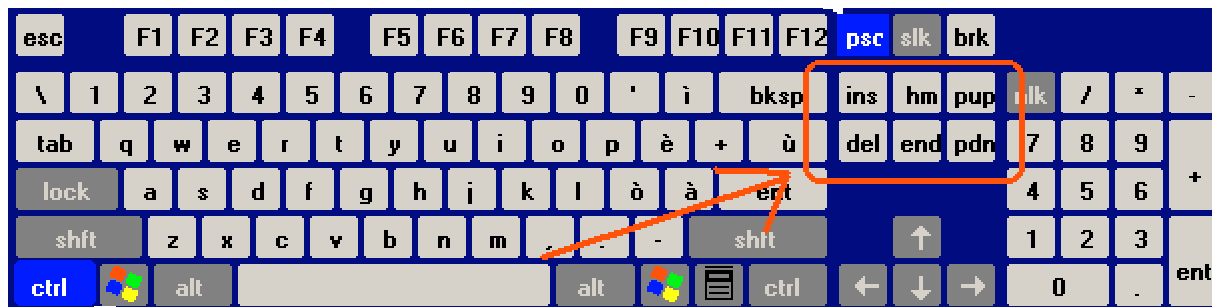 esc F1 F2 F3 F4 F5 F6 F7 F8 F9 F10 F11 F12 psc slk brk
\ 1 2 3 4 5 6 7 8 9 0 ' ì bksp ins hm pup nlk / * -
tab q w e r t y u i o p è + ù del end pdn 7 8 9 +
lock a s d f g h j k l ò à ent 4 5 6
shft z x c v b n m , . - shft ↑ 1 2 3 ent
ctrl alt alt ctrl ← ↓ → 0 .